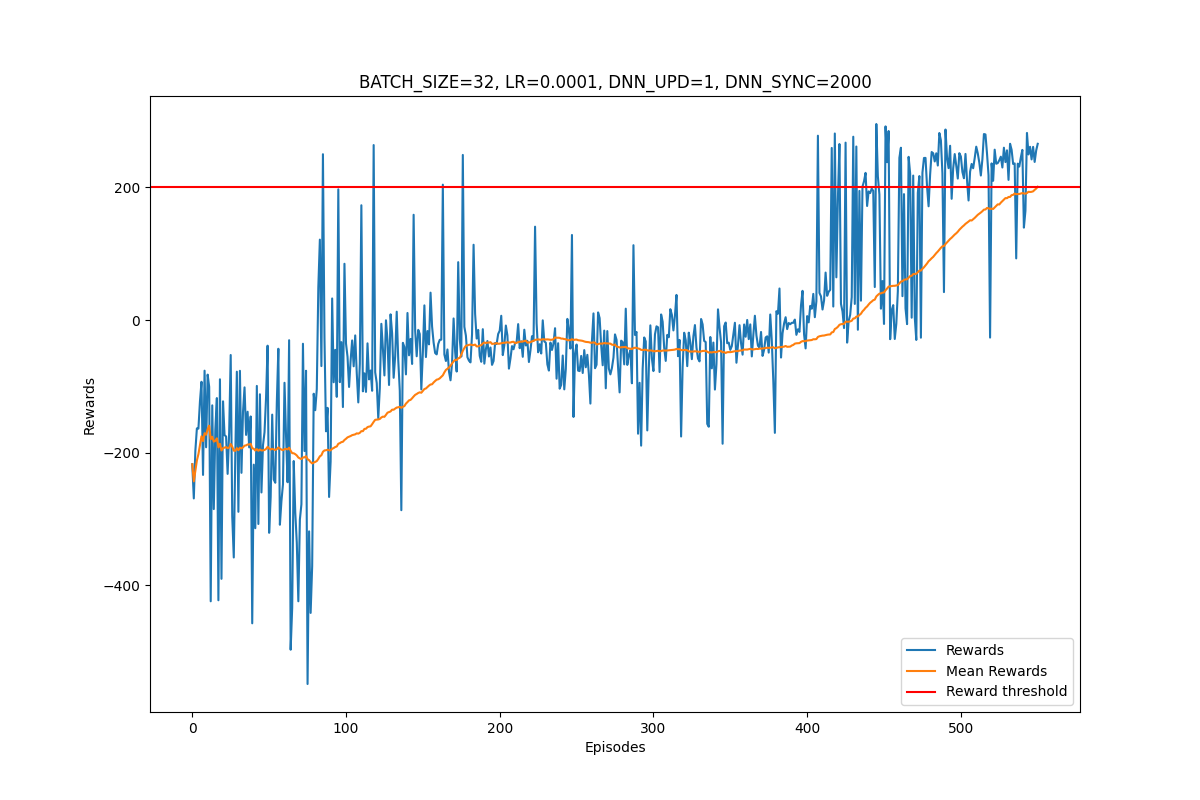 BATCH_SIZE=32, LR=0.0001, DNN_UPD=1, DNN_SYNC=2000
Rewards
200
0
−200
−400
0
100
200
300
400
500
Episodes
Rewards
Mean Rewards
Reward threshold